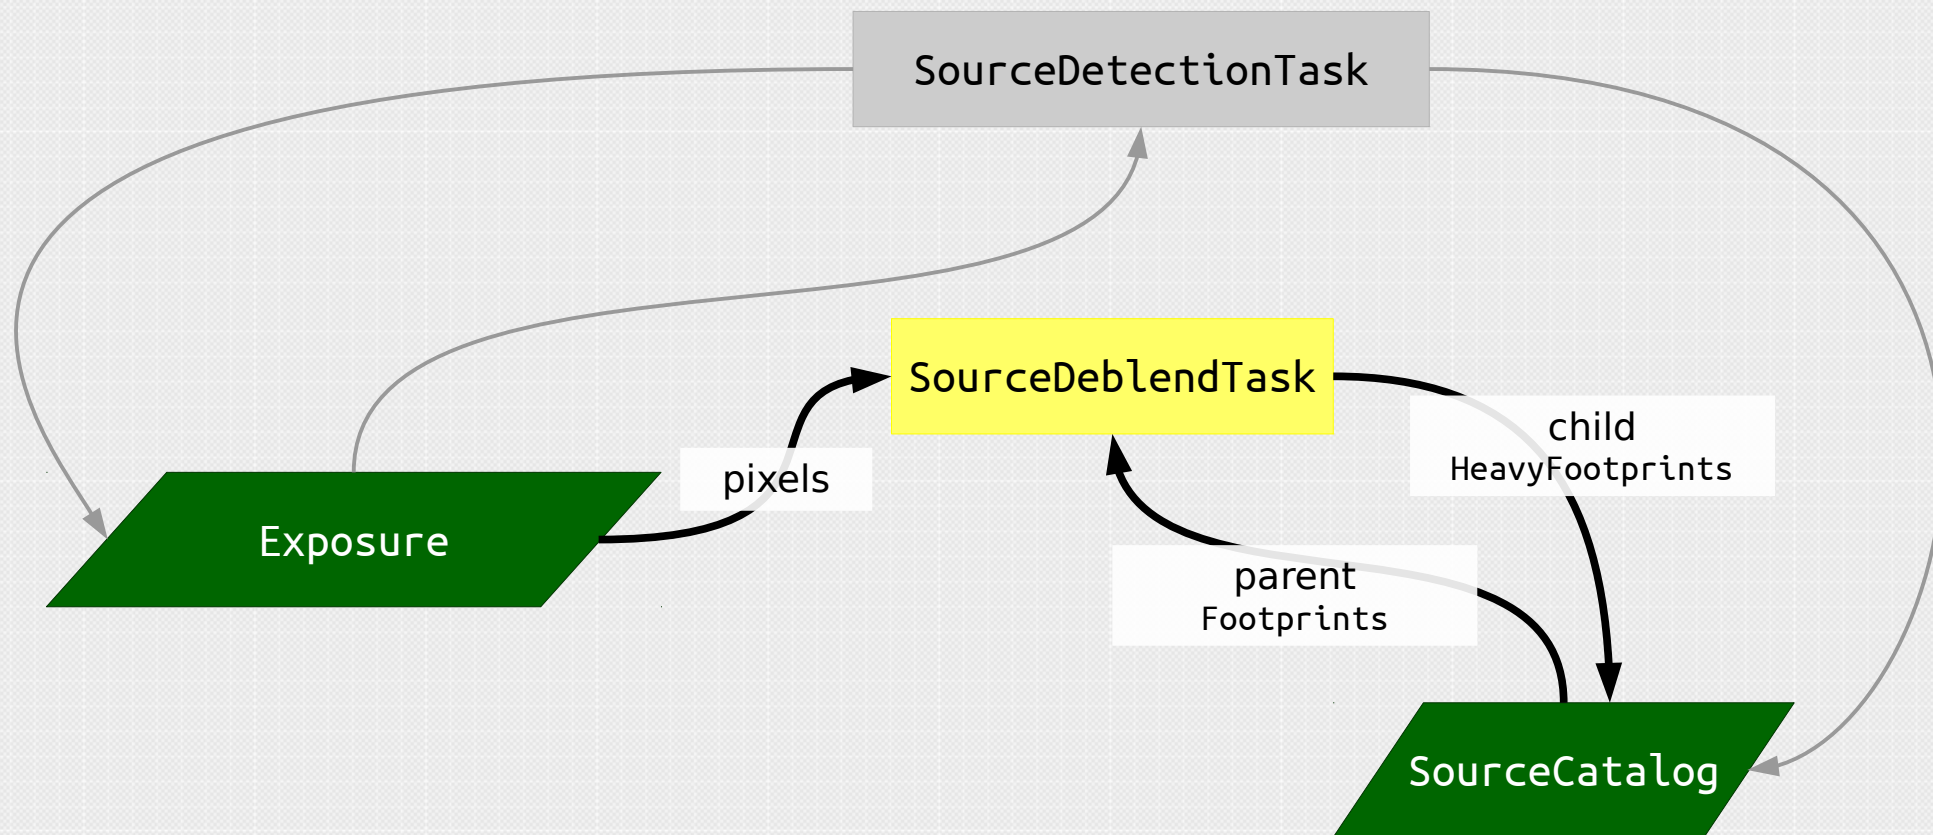 SourceDetectionTask
SourceDeblendTask
child
HeavyFootprints
pixels
Exposure
parent
Footprints
SourceCatalog